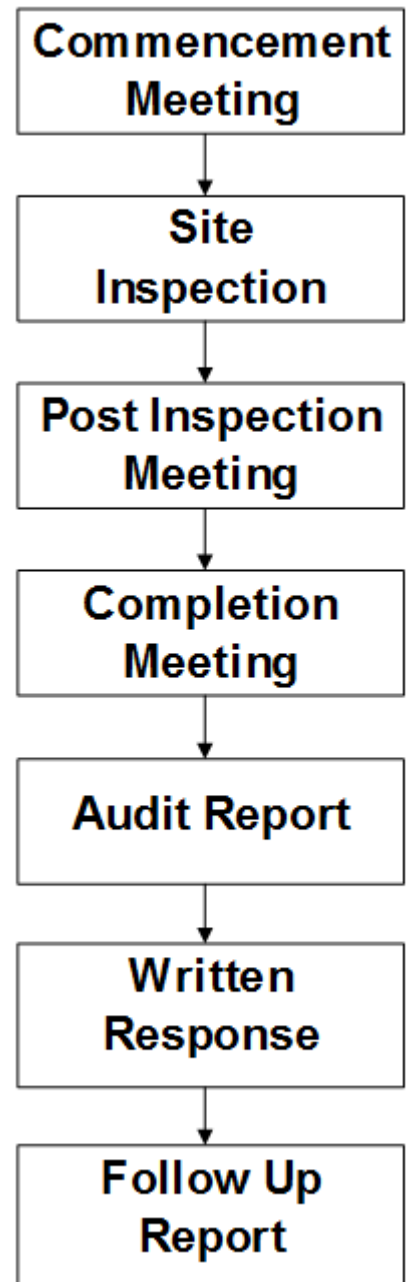 Commencement
Meeting
Site
Inspection
Post Inspection
Meeting
Completion
Meeting
Audit Report
Written
Response
Follow Up
Report